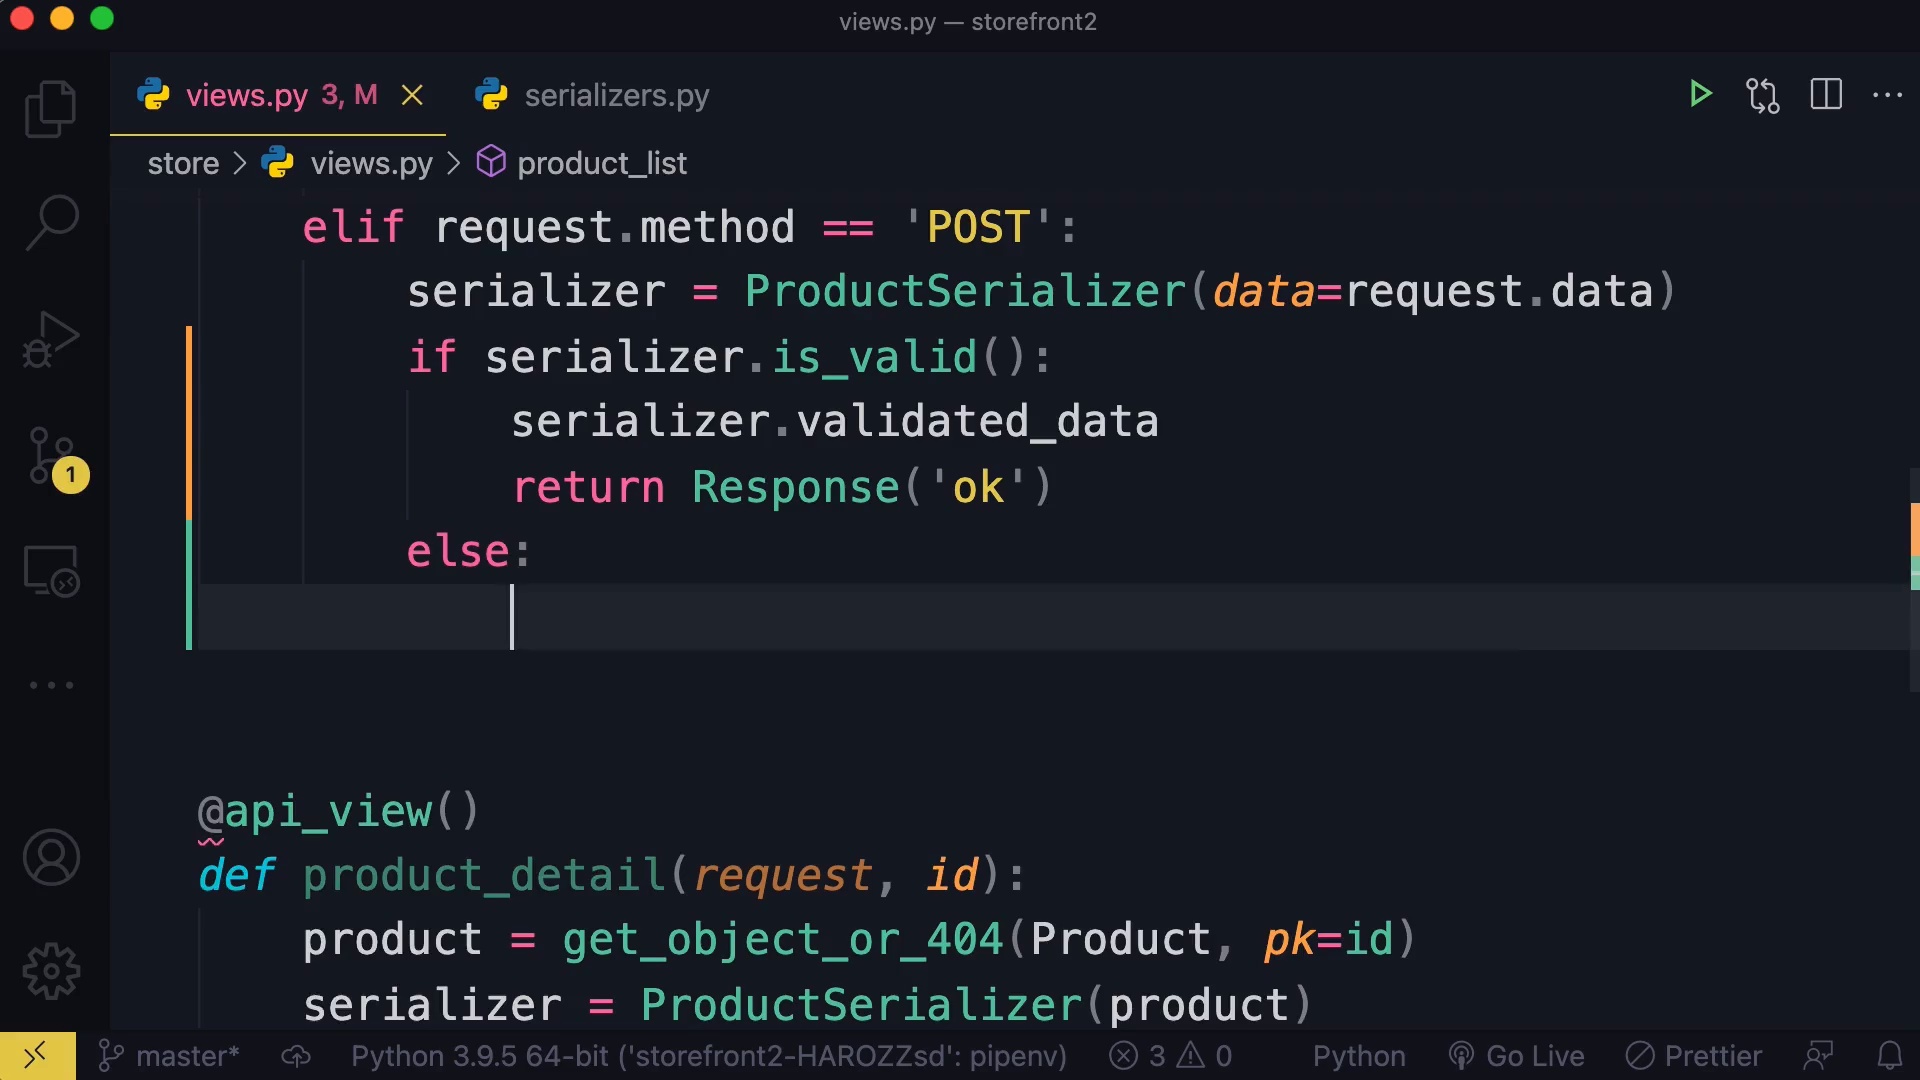 views.py — storefront2
views.py 3, M
serializers.py
store > views.py > product_list
elif request.method == 'POST':
serializer = ProductSerializer(data=request.data)
if serializer.is_valid():
serializer.validated_data
return Response('ok')
else:
@api_view()
def product_detail(request, id):
product = get_object_or_404(Product, pk=id)
serializer = ProductSerializer(product)
1
master* Python 3.9.5 64-bit ('storefront2-HAROZZsd': pipenv) 3 0 Python Go Live Prettier